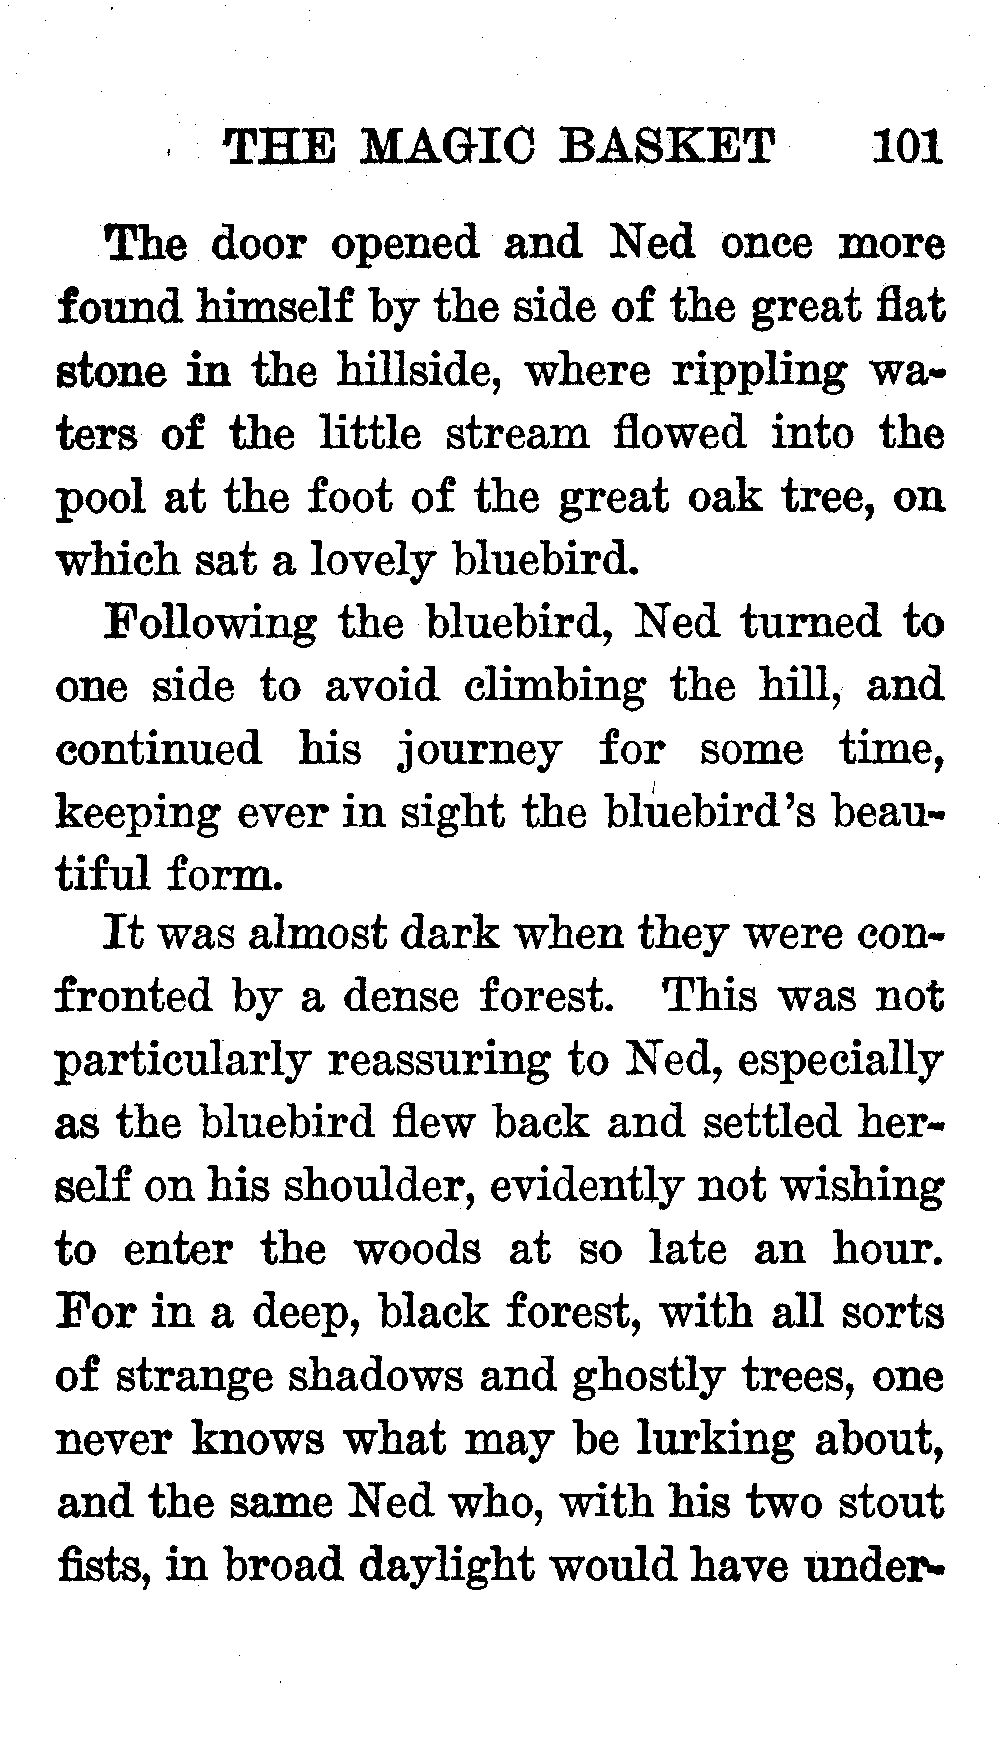 THE MAGIC BASKET 101
The door opened and Ned once more
found himself by the side of the great flat
stone in the hillside, where rippling wa-
ters of the little stream flowed into the
pool at the foot of the great oak tree, on
which sat a lovely bluebird.
Following the bluebird, Ned turned to
one side to avoid climbing the hill, and
continued his journey for some time,
keeping ever in sight the bluebird's beau-
tiful form.
It was almost dark when they were con-
fronted by a dense forest. This was not
particularly reassuring to Ned, especially
as the bluebird flew back and settled her-
self on his shoulder, evidently not wishing
to enter the woods at so late an hour.
For in a deep, black forest, with all sorts
of strange shadows and ghostly trees, one
never knows what may be lurking about,
and the same Ned who, with his two stout
fists, in broad daylight would have under-